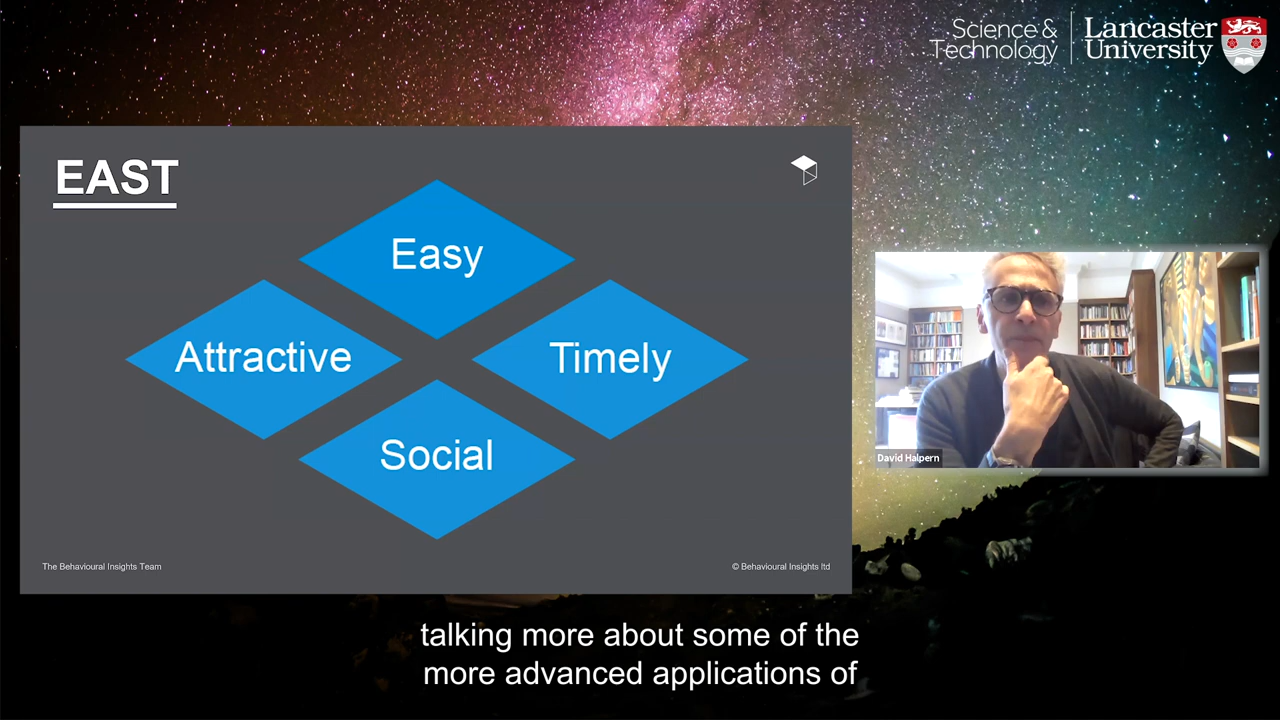 Science &
Technology
Lancaster
University
EAST
Easy
Attractive
Timely
Social
The Behavioural Insights Team
© Behavioural Insights ltd
David Halpern
talking more about some of the
more advanced applications of